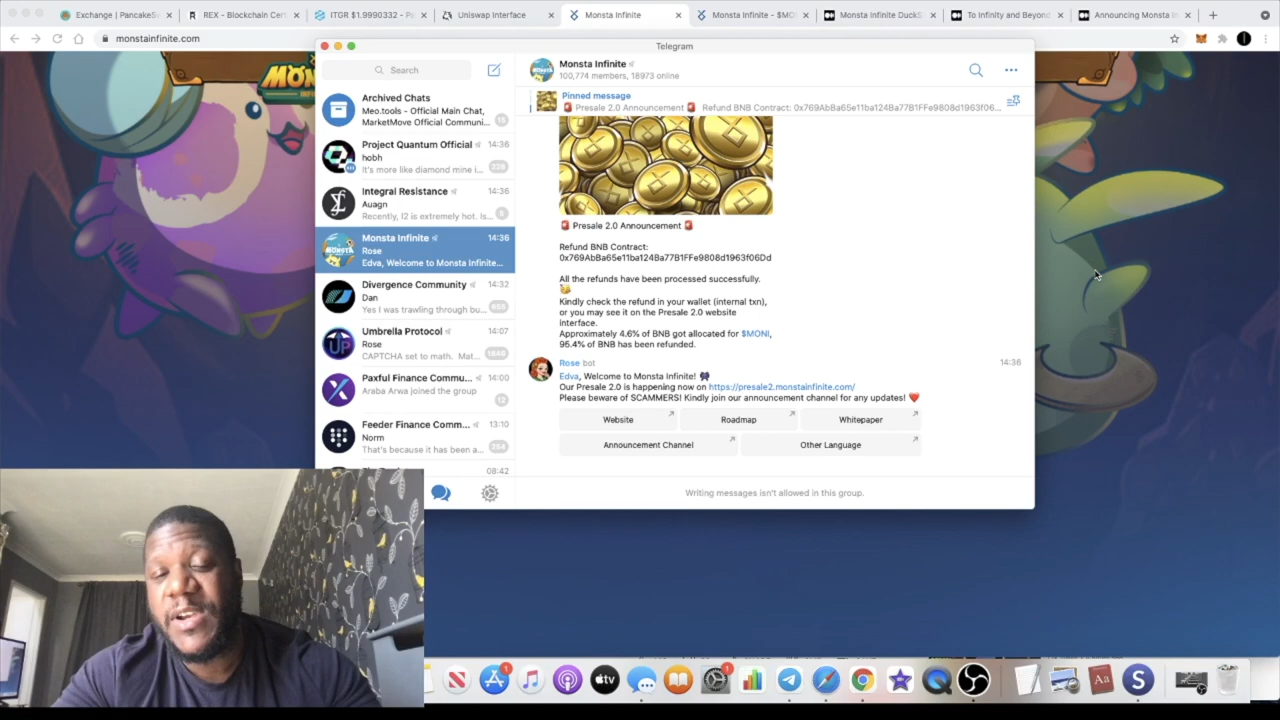 Exchange | PancakeSw
REX - Blockchain Cert
ITGR $1.9990332 - Po
Uniswap Interface
Monsta Infinite
Monsta Infinite - $MO
Monsta Infinite DuckS
To Infinity and Beyond
Announcing Monsta In
monstainfinite.com
Telegram
Search
Monsta Infinite
100,774 members, 18973 online
Pinned message
🚨 Presale 2.0 Announcement 🚨 Refund BNB Contract: 0x769AbBa65e11ba124Ba77B1FFe9808d1963f06...
Archived Chats
Meo.tools - Official Main Chat,
MarketMove Official Communi...
Project Quantum Official 14:36
hobh
It's more like diamond mine i...
Integral Resistance 14:36
Auagn
Recently, I2 is extremely hot. Is...
Monsta Infinite 14:36
Rose
Edva, Welcome to Monsta Infinite...
Divergence Community 14:32
Dan
Yes I was trawling through bu...
Umbrella Protocol 14:07
Rose
CAPTCHA set to math. Mat...
Paxful Finance Commu... 14:00
Araba Arwa joined the group
12
Feeder Finance Comm... 13:10
Norm
That's because it has been a... 254
08:42
🚨 Presale 2.0 Announcement 🚨
Refund BNB Contract:
0x769AbBa65e11ba124Ba77B1FFe9808d1963f06Dd
All the refunds have been processed successfully.
🥳
Kindly check the refund in your wallet (internal txn),
or you may see it on the Presale 2.0 website
interface.
Approximately 4.6% of BNB got allocated for $MONI,
95.4% of BNB has been refunded.
Rose bot 14:36
Edva, Welcome to Monsta Infinite!
Our Presale 2.0 is happening now on https://presale2.monstainfinite.com/
Please beware of SCAMMERS! Kindly join our announcement channel for any updates! ❤️
Website
Roadmap
Whitepaper
Announcement Channel
Other Language
Writing messages isn't allowed in this group.
tv
Aa
S